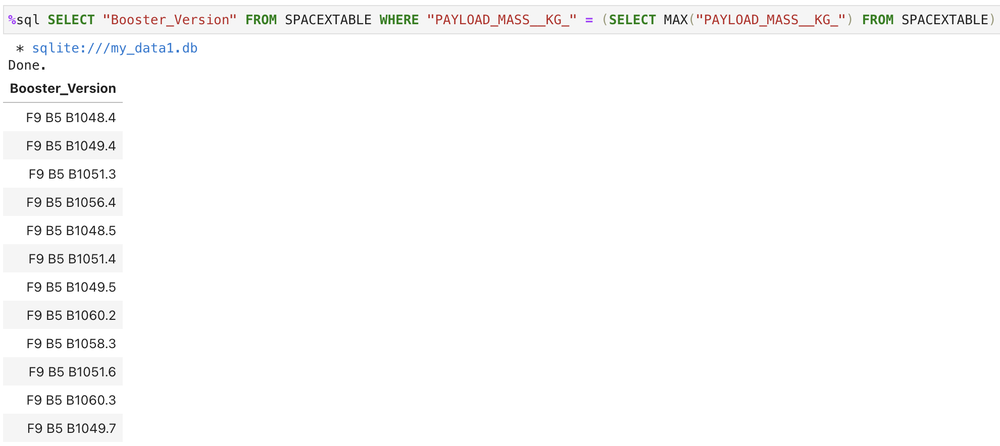 %sql SELECT "Booster_Version" FROM SPACEXTABLE WHERE "PAYLOAD_MASS__KG_" = (SELECT MAX("PAYLOAD_MASS__KG_") FROM SPACEXTABLE)
* sqlite:///my_data1.db
Done.
Booster_Version
F9 B5 B1048.4
F9 B5 B1049.4
F9 B5 B1051.3
F9 B5 B1056.4
F9 B5 B1048.5
F9 B5 B1051.4
F9 B5 B1049.5
F9 B5 B1060.2
F9 B5 B1058.3
F9 B5 B1051.6
F9 B5 B1060.3
F9 B5 B1049.7